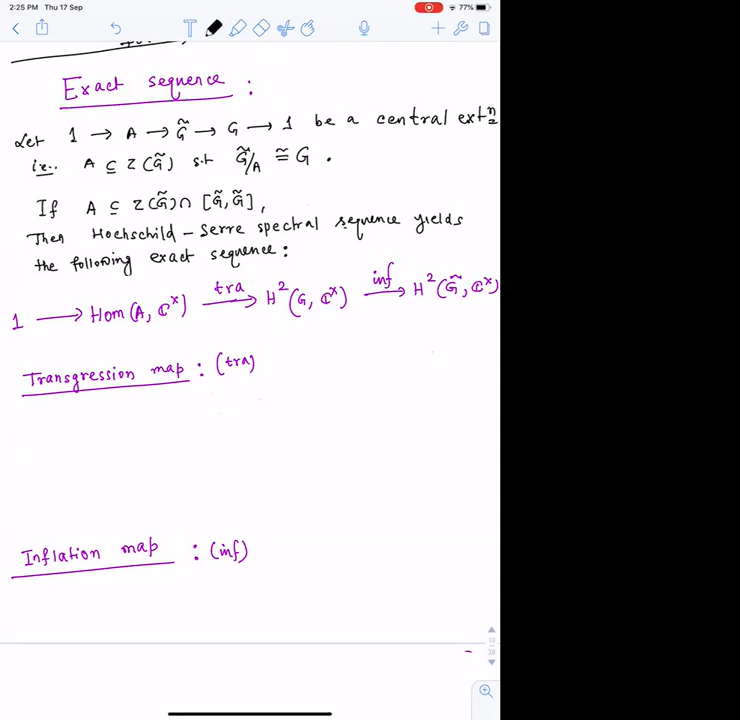 2:25 PM Thu 17 Sep 77%
Exact sequence :
Let 1 → A → G̃ → G → 1 be a central extn
i.e.. A ⊆ Z(G̃) s.t G̃/A ≅ G .
If A ⊆ Z(G̃) ∩ [G̃, G̃],
Then Hochschild - Serre spectral sequence yields
the following exact sequence :
1 → Hom(A, ℂ^×) —tra→ H²(G, ℂ^×) —inf→ H²(G̃, ℂ^×)
Transgression map : (tra)
Inflation map : (inf)